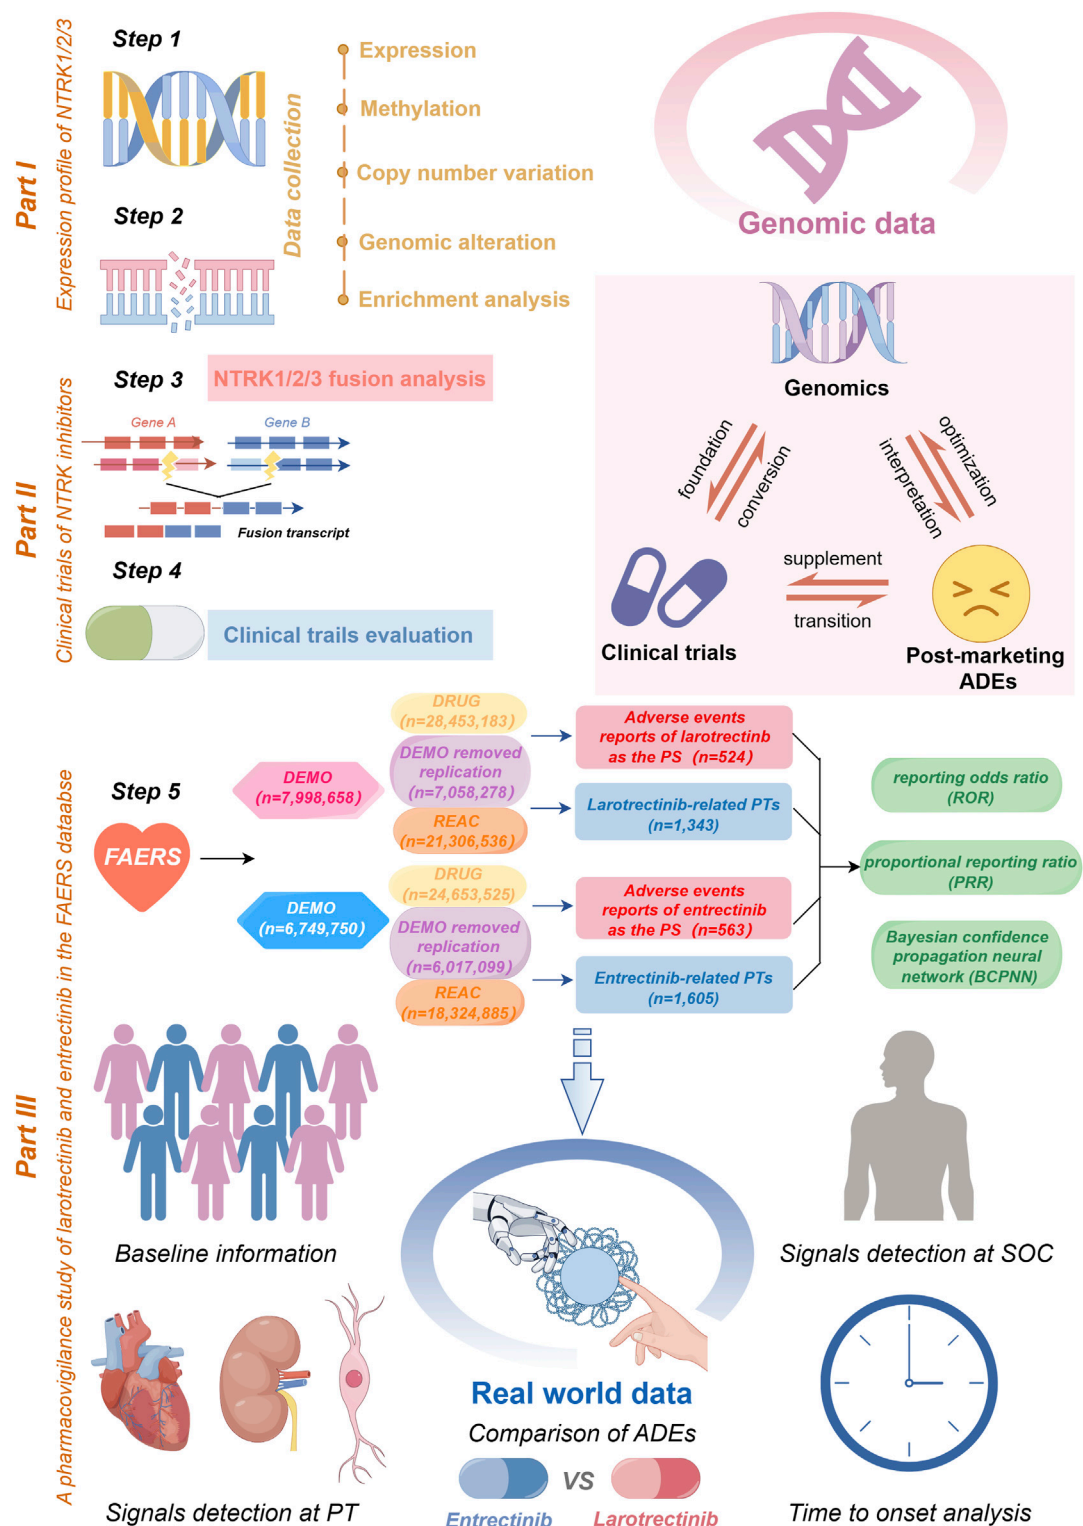 Part I
Expression profile of NTRK1/2/3
Step 1
Step 2
Data collection
Expression
Methylation
Copy number variation
Genomic alteration
Enrichment analysis
Genomic data
Part II
Clinical trials of NTRK inhibitors
Step 3
NTRK1/2/3 fusion analysis
Gene A
Gene B
Fusion transcript
Step 4
Clinical trails evaluation
Genomics
foundation
conversion
optimization
interpretation
supplement
transition
Clinical trials
Post-marketing
ADEs
Part III
A pharmacovigilance study of larotrectinib and entrectinib in the FAERS databse
Step 5
FAERS
DEMO
(n=7,998,658)
DRUG
(n=28,453,183)
DEMO removed
replication
(n=7,058,278)
REAC
(n=21,306,536)
Adverse events
reports of larotrectinib
as the PS (n=524)
Larotrectinib-related PTs
(n=1,343)
DEMO
(n=6,749,750)
DRUG
(n=24,653,525)
DEMO removed
replication
(n=6,017,099)
REAC
(n=18,324,885)
Adverse events
reports of entrectinib
as the PS (n=563)
Entrectinib-related PTs
(n=1,605)
reporting odds ratio
(ROR)
proportional reporting ratio
(PRR)
Bayesian confidence
propagation neural
network (BCPNN)
Baseline information
Signals detection at SOC
Signals detection at PT
Real world data
Comparison of ADEs
VS
Entrectinib
Larotrectinib
Time to onset analysis